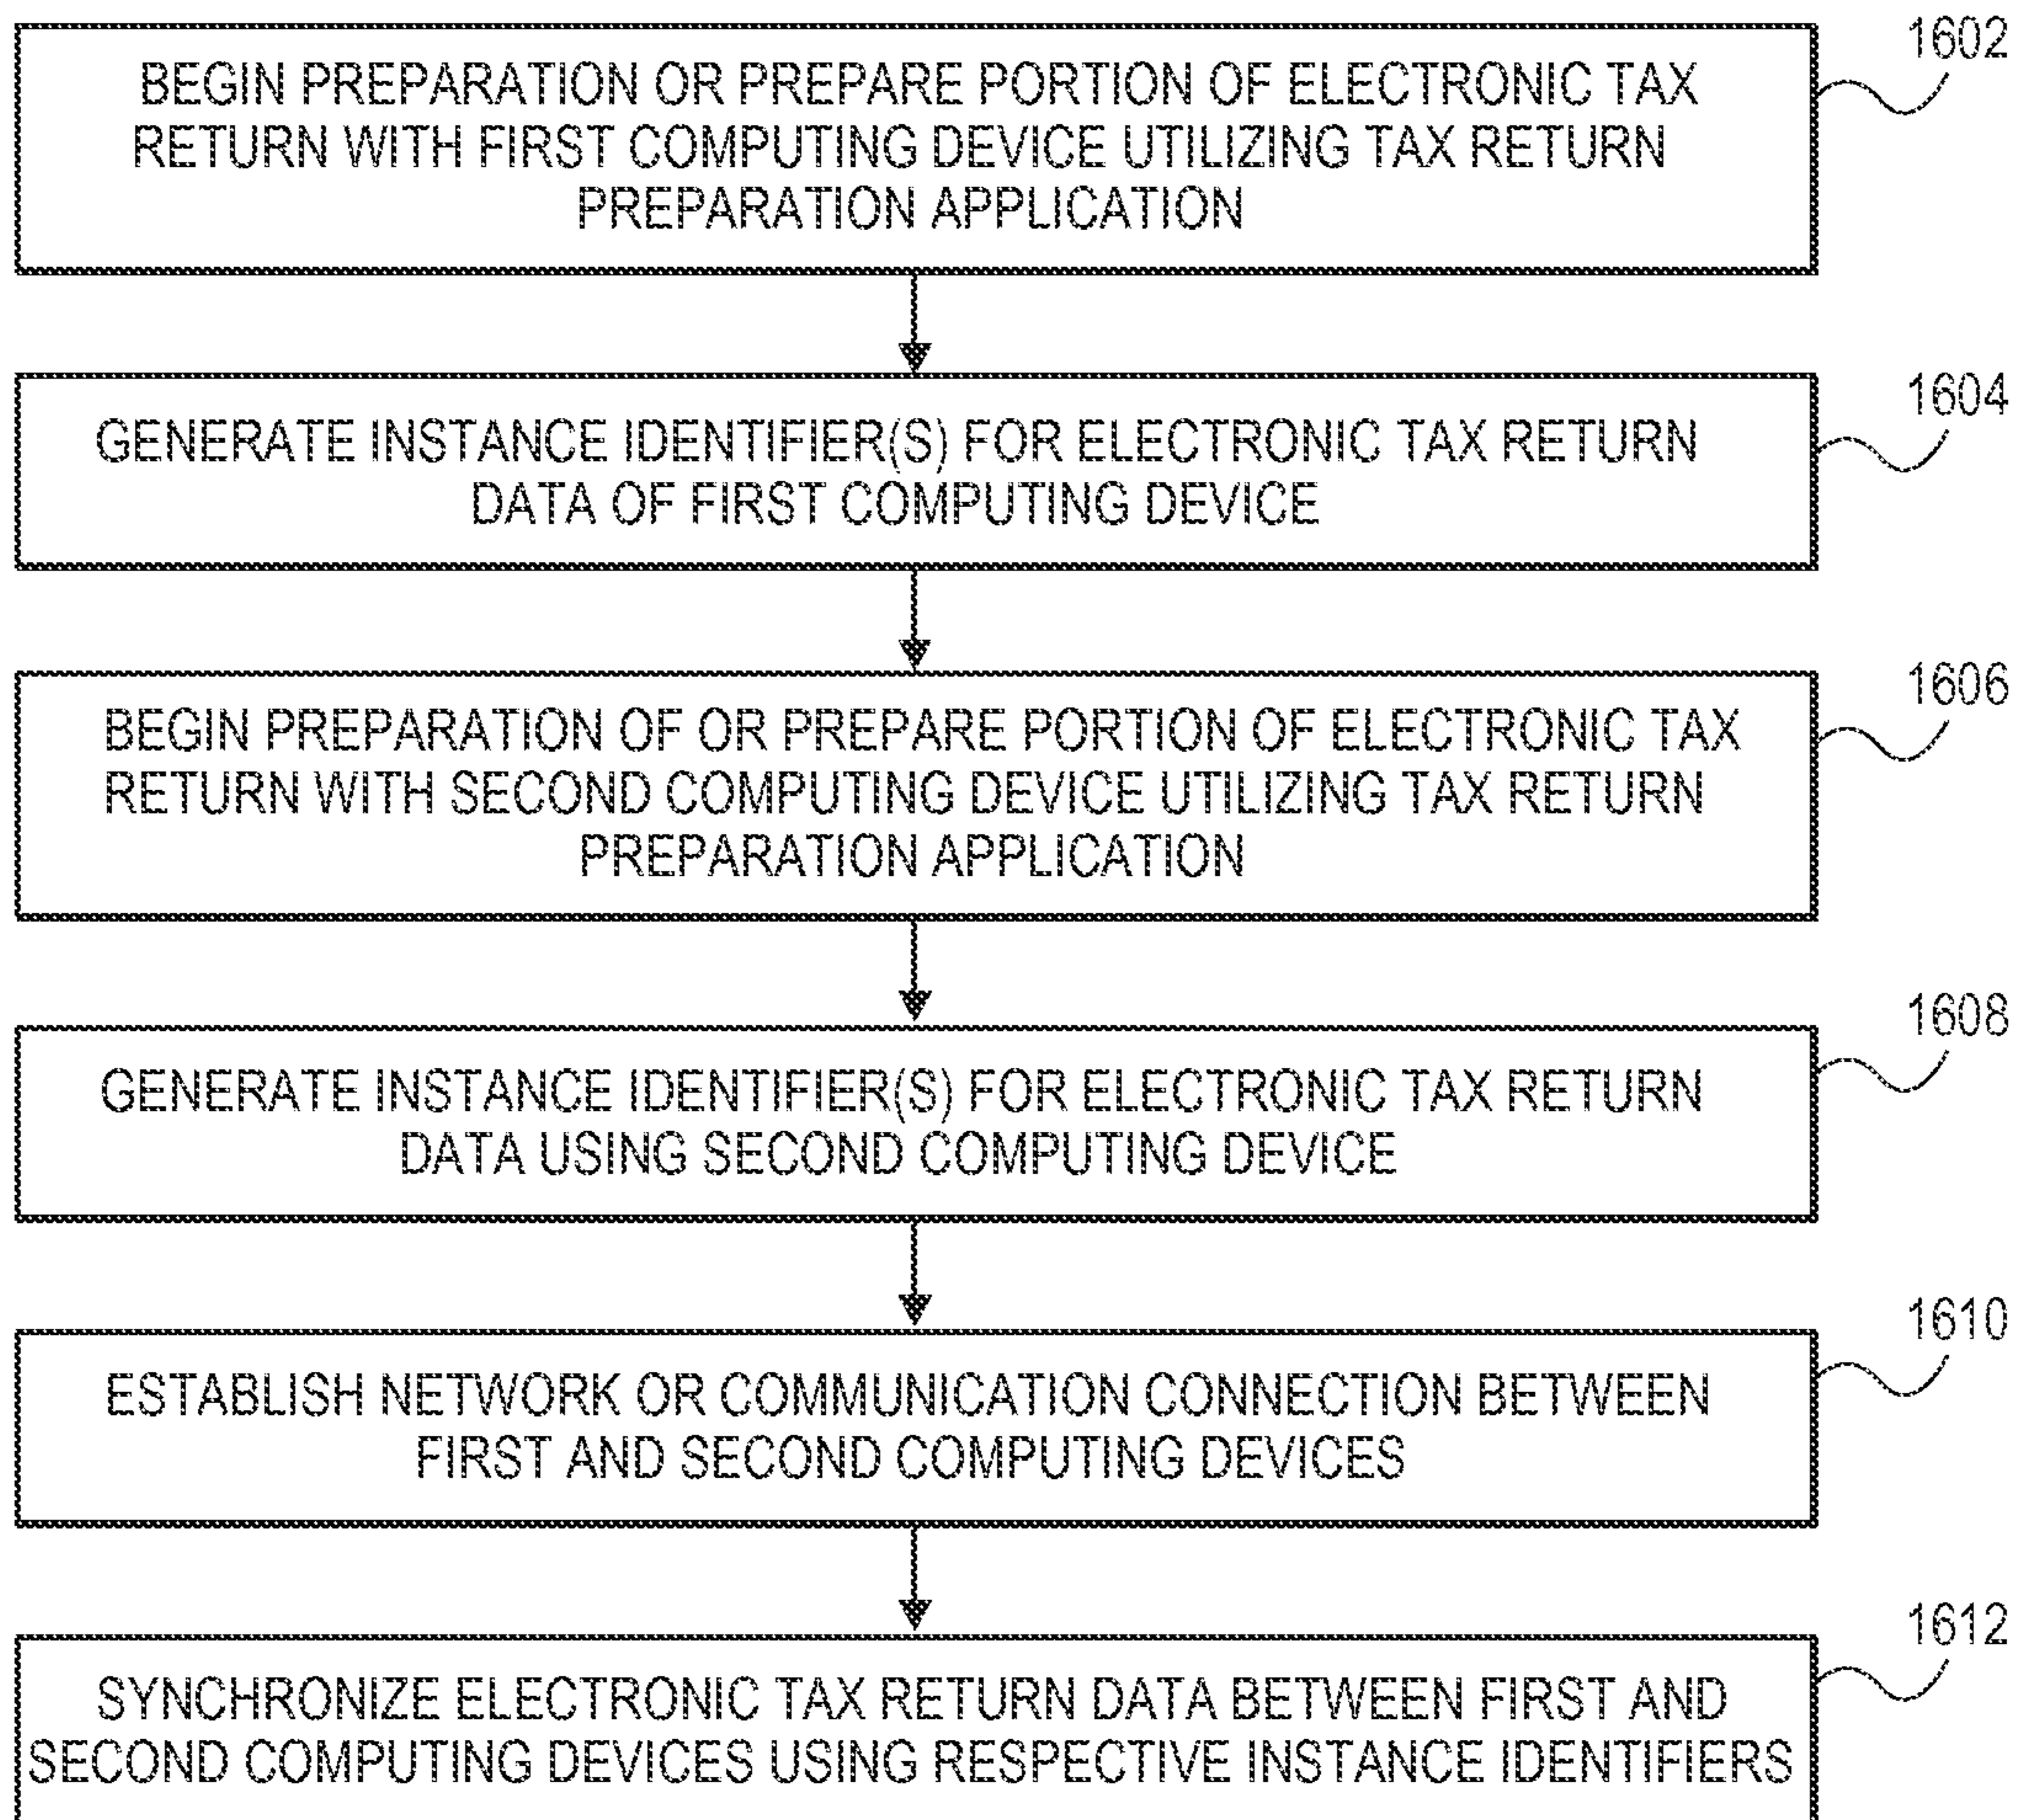 1602
BEGIN PREPARATION OR PREPARE PORTION OF ELECTRONIC TAX
RETURN WITH FIRST COMPUTING DEVICE UTILIZING TAX RETURN
PREPARATION APPLICATION
1604
GENERATE INSTANCE IDENTIFIER(S) FOR ELECTRONIC TAX RETURN
DATA OF FIRST COMPUTING DEVICE
1606
BEGIN PREPARATION OF OR PREPARE PORTION OF ELECTRONIC TAX
RETURN WITH SECOND COMPUTING DEVICE UTILIZING TAX RETURN
PREPARATION APPLICATION
1608
GENERATE INSTANCE IDENTIFIER(S) FOR ELECTRONIC TAX RETURN
DATA USING SECOND COMPUTING DEVICE
1610
ESTABLISH NETWORK OR COMMUNICATION CONNECTION BETWEEN
FIRST AND SECOND COMPUTING DEVICES
1612
SYNCHRONIZE ELECTRONIC TAX RETURN DATA BETWEEN FIRST AND
SECOND COMPUTING DEVICES USING RESPECTIVE INSTANCE IDENTIFIERS